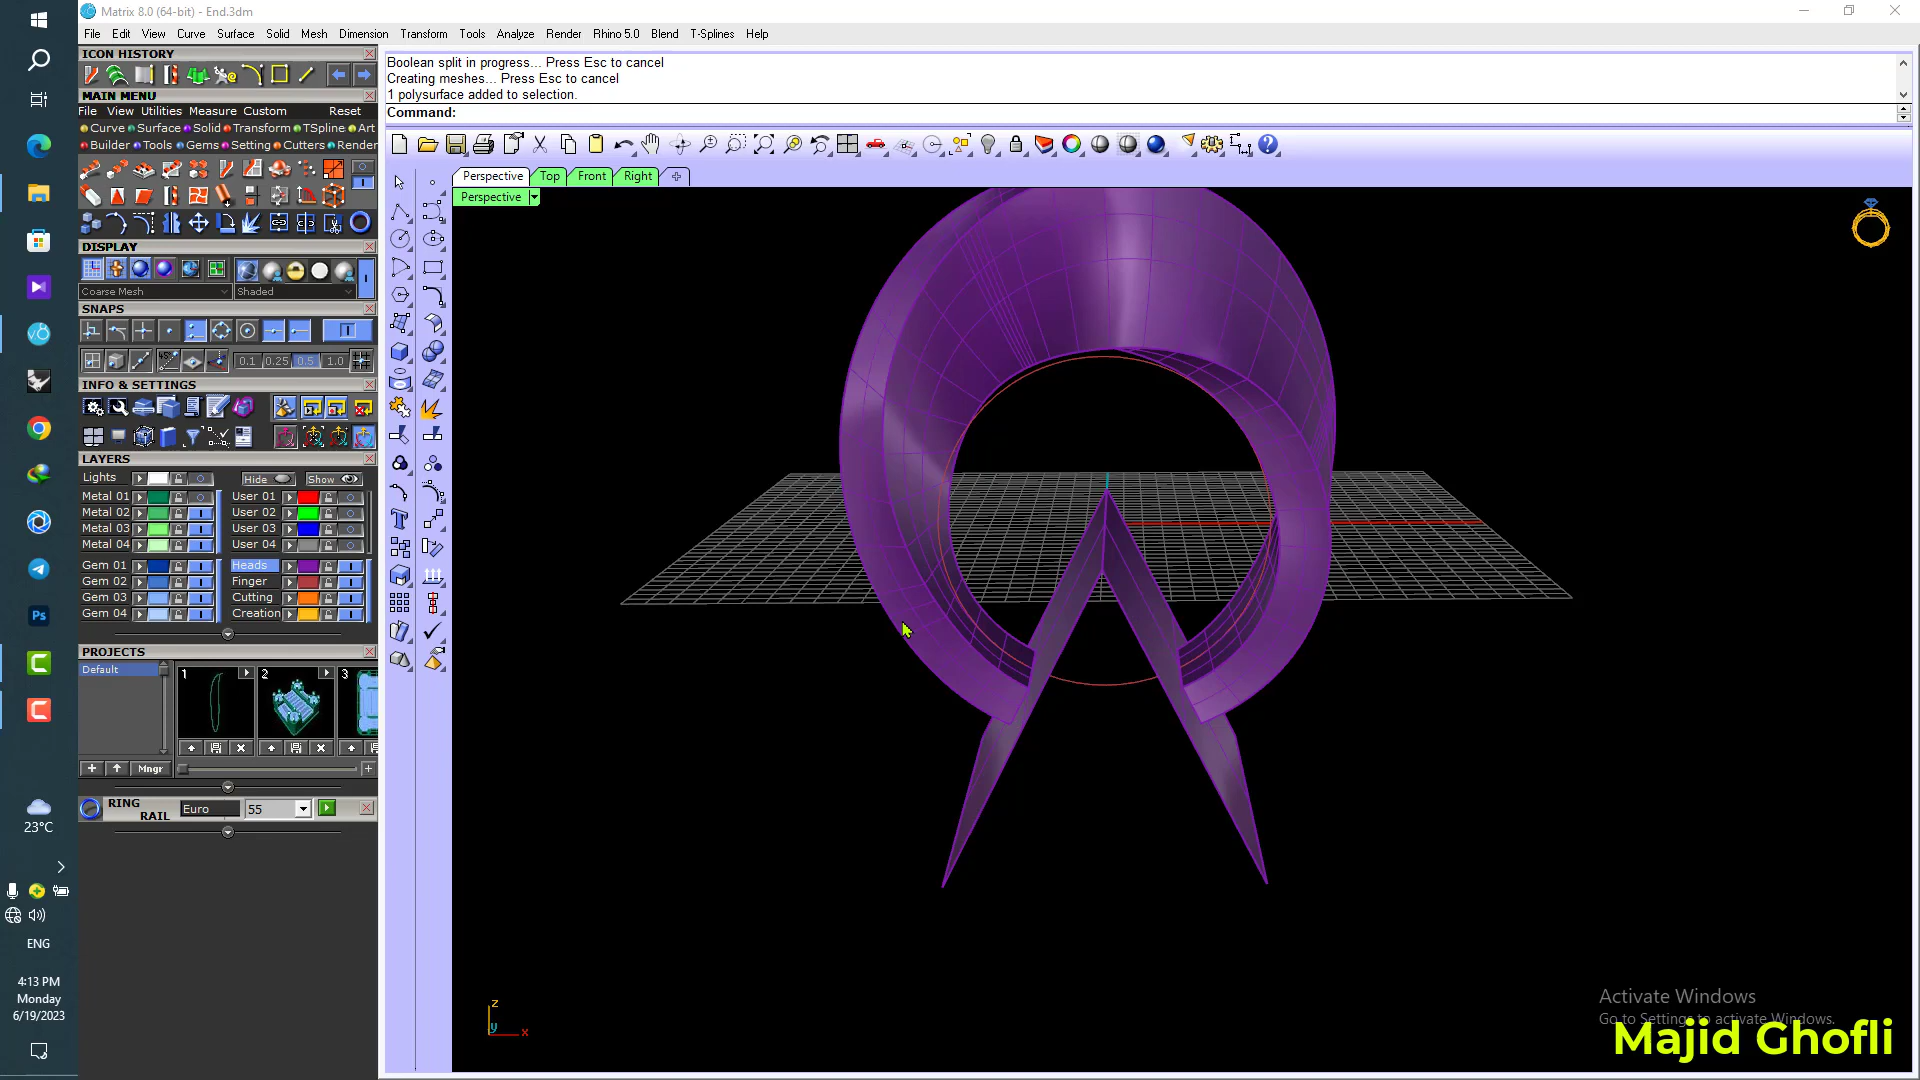 Matrix 8.0 (64-bit) - End.3dm
File Edit View Curve Surface Solid Mesh Dimension Transform Tools Analyze Render Rhino 5.0 Blend T-Splines Help
ICON HISTORY
MAIN MENU
File View Utilities Measure Custom Reset
Curve Surface Solid Transform TSpline Art
Builder Tools Gems Setting Cutters Render
DISPLAY
Coarse Mesh Shaded
SNAPS
0.1 0.25 0.5 1.0
INFO & SETTINGS
LAYERS
Lights Hide Show
Metal 01 User 01
Metal 02 User 02
Metal 03 User 03
Metal 04 User 04
Gem 01 Heads
Gem 02 Finger
Gem 03 Cutting
Gem 04 Creation
PROJECTS
Default
1 2 3
Mngr
RING RAIL Euro 55
Boolean split in progress... Press Esc to cancel
Creating meshes... Press Esc to cancel
1 polysurface added to selection.
Command:
Perspective Top Front Right
Perspective
z
y
x
23°C
ENG
4:13 PM
Monday
6/19/2023
Ps
Activate Windows
Go to Settings to activate Windows.
Majid Ghofli